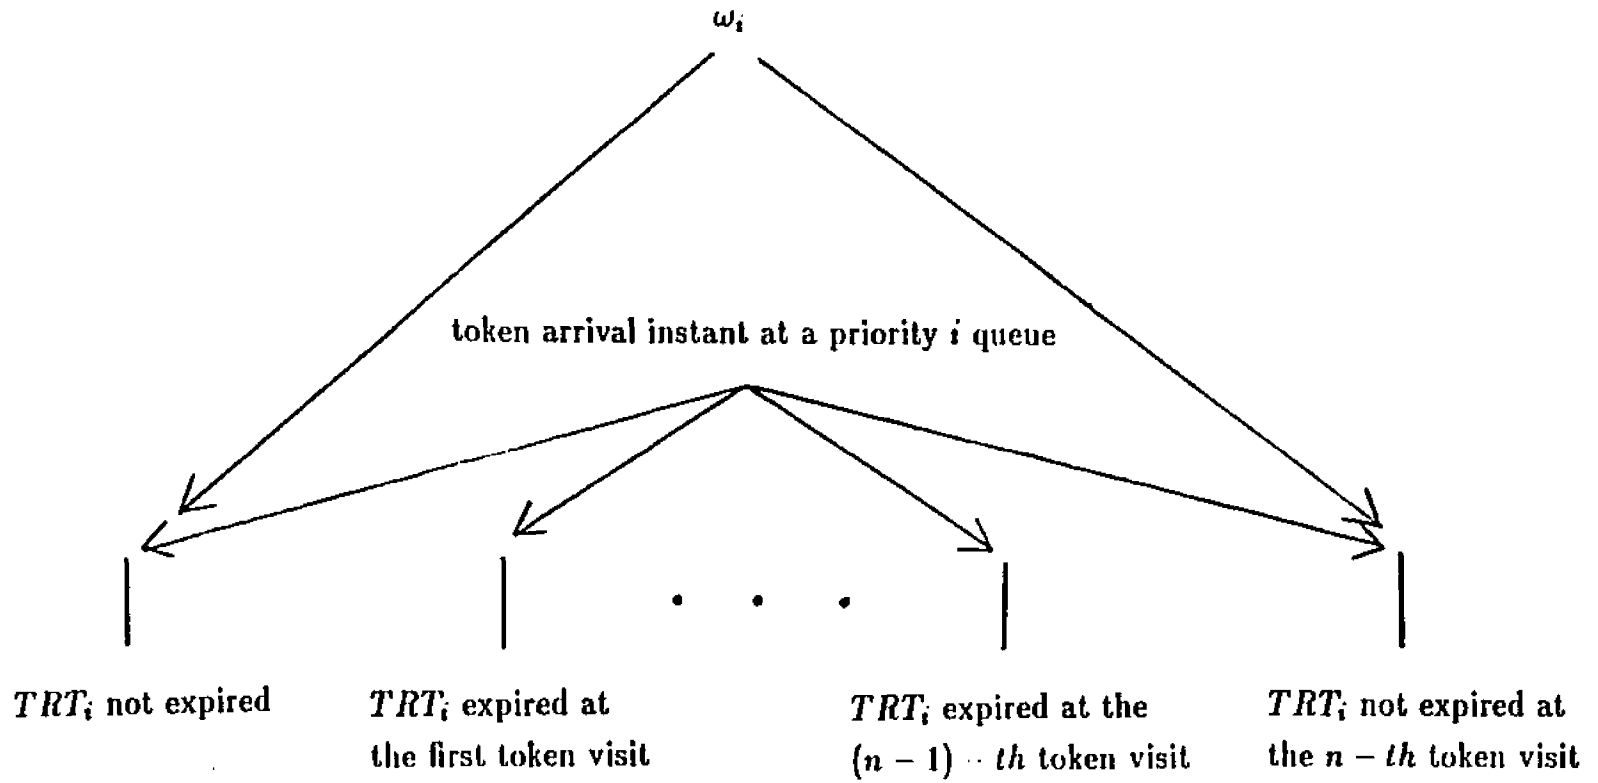 ωᵢ
token arrival instant at a priority i queue
TRTᵢ not expired
TRTᵢ expired at
the first token visit
TRTᵢ expired at the
(n − 1) - th token visit
TRTᵢ not expired at
the n − th token visit